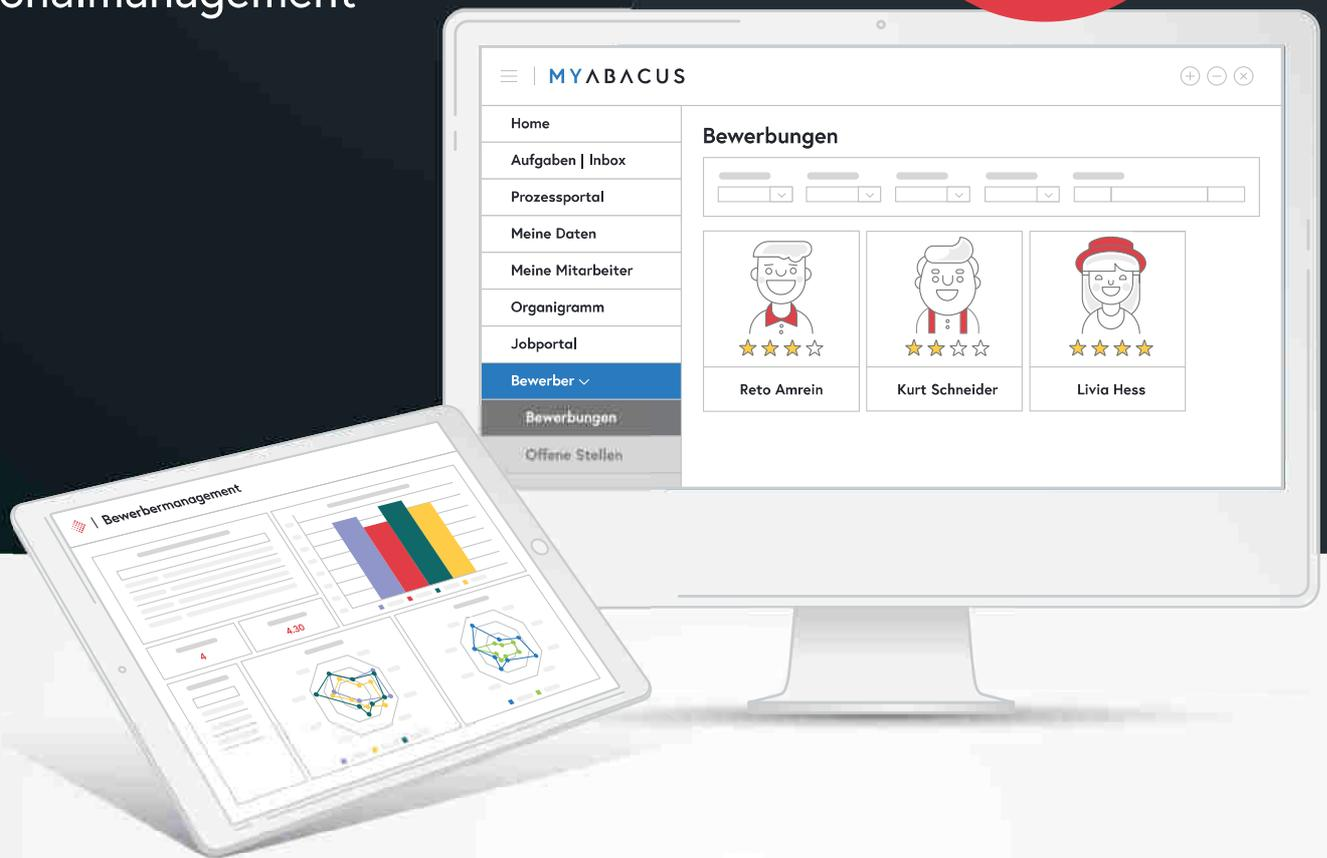 MYABACUS
Home
Aufgaben | Inbox
Prozessportal
Meine Daten
Meine Mitarbeiter
Organigramm
Jobportal
Bewerber
Bewerbungen
Offene Stellen
Bewerbungen
Reto Amrein
Kurt Schneider
Livia Hess
| Bewerbermanagement
4
4.30